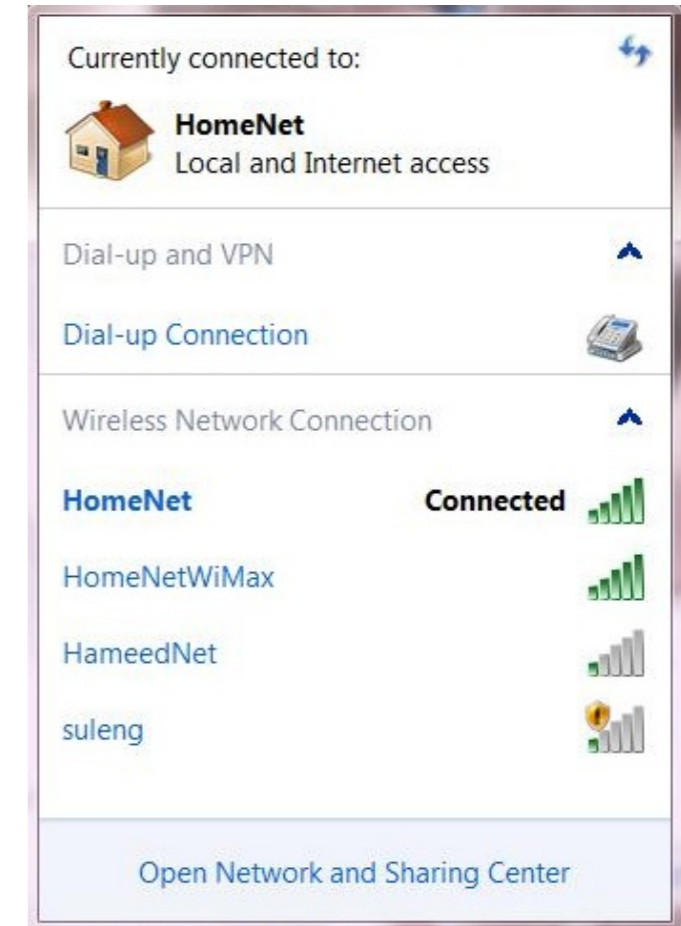 Currently connected to:
HomeNet
Local and Internet access
Dial-up and VPN
Dial-up Connection
Wireless Network Connection
HomeNet Connected
HomeNetWiMax
HameedNet
suleng
Open Network and Sharing Center